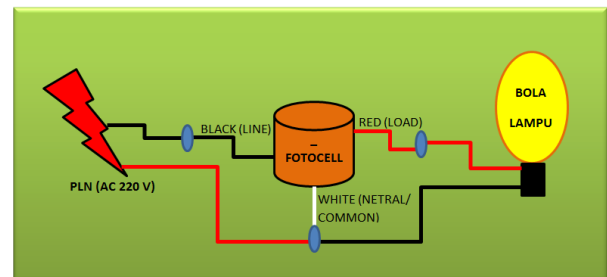 BOLA
LAMPU
BLACK (LINE)
RED (LOAD)
–
FOTOCELL
PLN (AC 220 V)
WHITE (NETRAL/
COMMON)